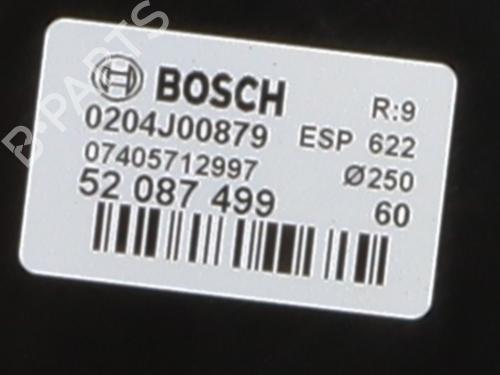 BOSCH R:9
0204J00879 ESP 622
07405712997 Ø250
52 087 499 60
B-PARTS